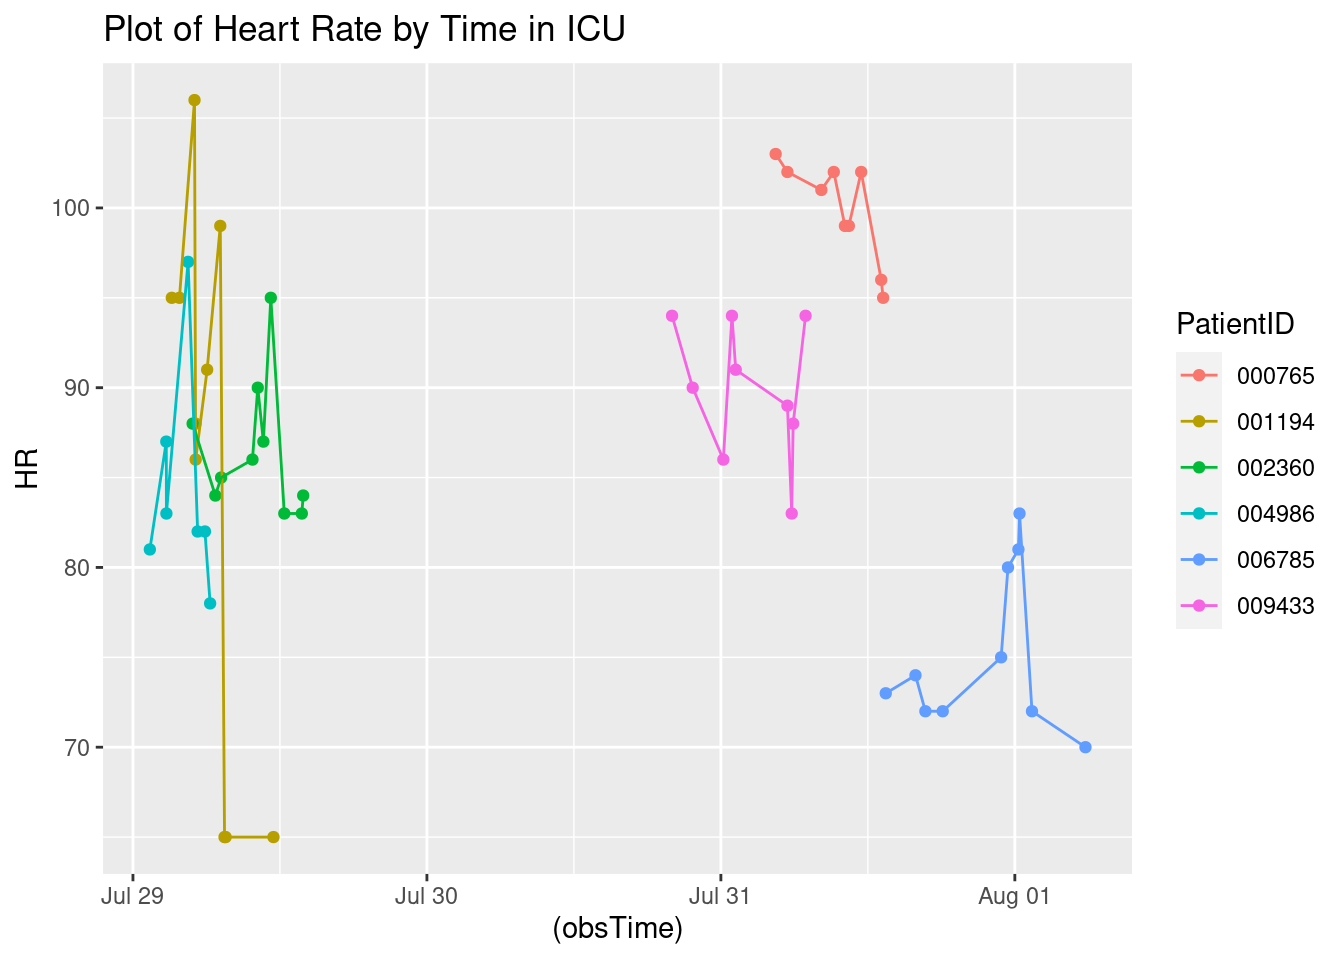 Plot of Heart Rate by Time in ICU
HR
100
90
80
70
Jul 29
Jul 30
Jul 31
Aug 01
(obsTime)
PatientID
000765
001194
002360
004986
006785
009433